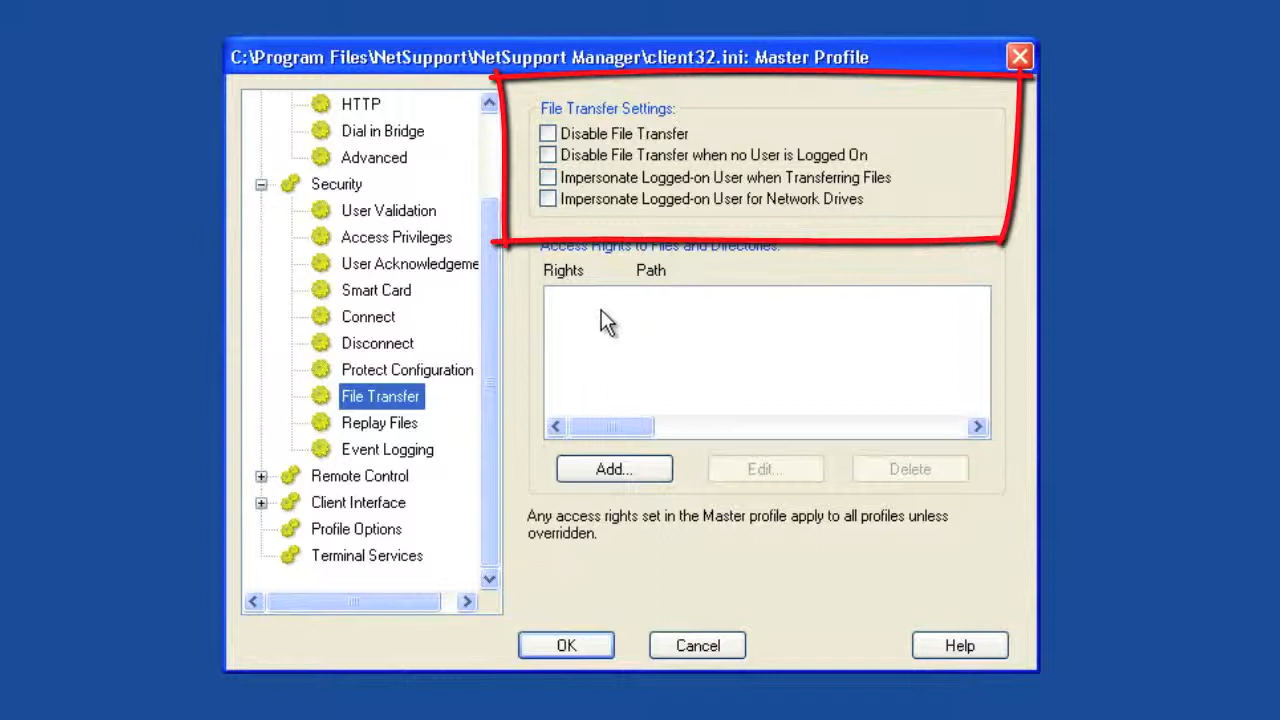 C:\Program Files\NetSupport\NetSupport Manager\client32.ini: Master Profile
HTTP
Dial in Bridge
Advanced
Security
User Validation
Access Privileges
User Acknowledgeme
Smart Card
Connect
Disconnect
Protect Configuration
File Transfer
Replay Files
Event Logging
Remote Control
Client Interface
Profile Options
Terminal Services
File Transfer Settings:
Disable File Transfer
Disable File Transfer when no User is Logged On
Impersonate Logged-on User when Transferring Files
Impersonate Logged-on User for Network Drives
Access Rights to Files and Directories:
Rights Path
Add... Edit... Delete
Any access rights set in the Master profile apply to all profiles unless
overridden.
OK Cancel Help